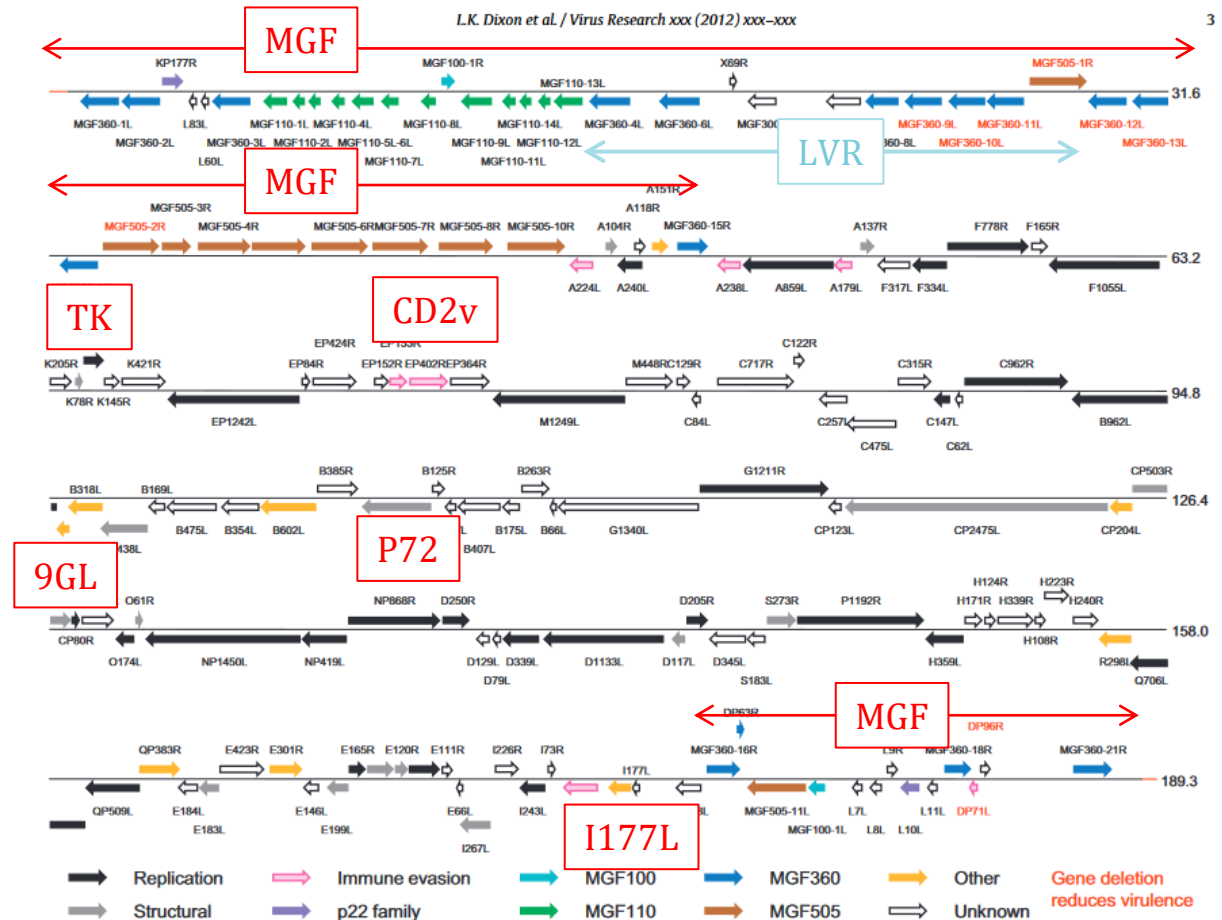 L.K. Dixon et al. / Virus Research xxx (2012) xxx–xxx
3
MGF
KP177R MGF100-1R MGF110-13L X69R MGF505-1R
31.6
MGF360-1L L83L MGF110-1L MGF110-4L MGF110-8L MGF110-14L MGF360-4L MGF360-6L MGF300 MGF360-9L MGF360-11L MGF360-12L
MGF360-2L MGF360-3L MGF110-2L MGF110-5L-6L MGF110-9L MGF110-12L 360-8L MGF360-10L MGF360-13L
L60L MGF110-7L MGF110-11L
LVR
MGF
A151R
MGF505-3R A118R
MGF505-2R MGF505-4R MGF505-6R MGF505-7R MGF505-8R MGF505-10R A104R MGF360-15R A137R F778R F165R
63.2
A224L A240L A238L A859L A179L F317L F334L F1055L
TK
CD2v
EP424R EP153R C122R
K205R K421R EP84R EP152R EP402R EP364R M448R C129R C717R C315R C962R
94.8
K78R K145R
EP1242L M1249L C84L C257L C147L B962L
C475L C62L
B385R B263R G1211R
B318L B169L B125R CP503R
126.4
438L B475L B354L B602L B407L B175L B66L G1340L CP123L CP2475L CP204L
P72
9GL
H124R H223R
O61R NP868R D250R D205R S273R P1192R H171R H339R H240R
158.0
CP80R O174L NP1450L NP419L D129L D339L D1133L D117L D345L H359L H108R R298L
D79L S183L Q706L
MGF
DP63R DP96R
QP383R E423R E301R E165R E120R E111R I226R I73R I177L MGF360-16R L9R MGF360-18R MGF360-21R
189.3
QP509L E184L E146L E66L I243L MGF505-11L L7L L11L DP71L
E183L E199L I267L MGF100-1L L8L L10L
I177L
Replication Immune evasion MGF100 MGF360 Other Gene deletion
reduces virulence
Structural p22 family MGF110 MGF505 Unknown